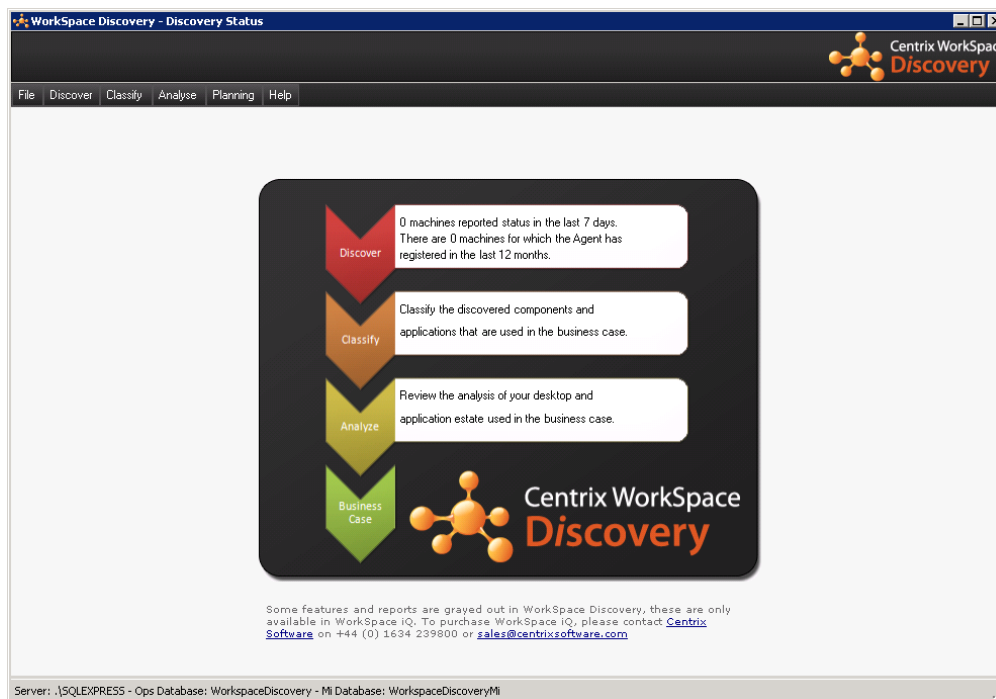 WorkSpace Discovery - Discovery Status
Centrix WorkSpac
Discovery
File Discover Classify Analyse Planning Help
Discover
0 machines reported status in the last 7 days.
There are 0 machines for which the Agent has
registered in the last 12 months.
Classify
Classify the discovered components and
applications that are used in the business case.
Analyze
Review the analysis of your desktop and
application estate used in the business case.
Business
Case
Centrix WorkSpace
Discovery
Some features and reports are grayed out in WorkSpace Discovery, these are only
available in WorkSpace iQ. To purchase WorkSpace iQ, please contact Centrix
Software on +44 (0) 1634 239800 or sales@centrixsoftware.com
Server: .\SQLEXPRESS - Ops Database: WorkspaceDiscovery - Mi Database: WorkspaceDiscoveryMi